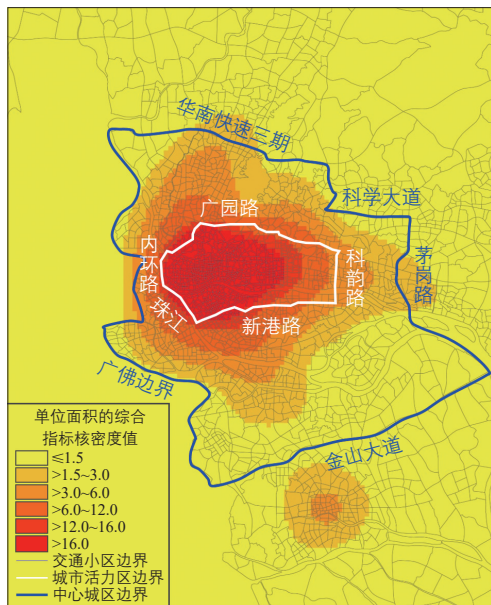 华南快速三期
科学大道
广园路
内环路
科韵路
茅岗路
珠江
新港路
广佛边界
金山大道
单位面积的综合
指标核密度值
≤1.5
>1.5~3.0
>3.0~6.0
>6.0~12.0
>12.0~16.0
>16.0
交通小区边界
城市活力区边界
中心城区边界